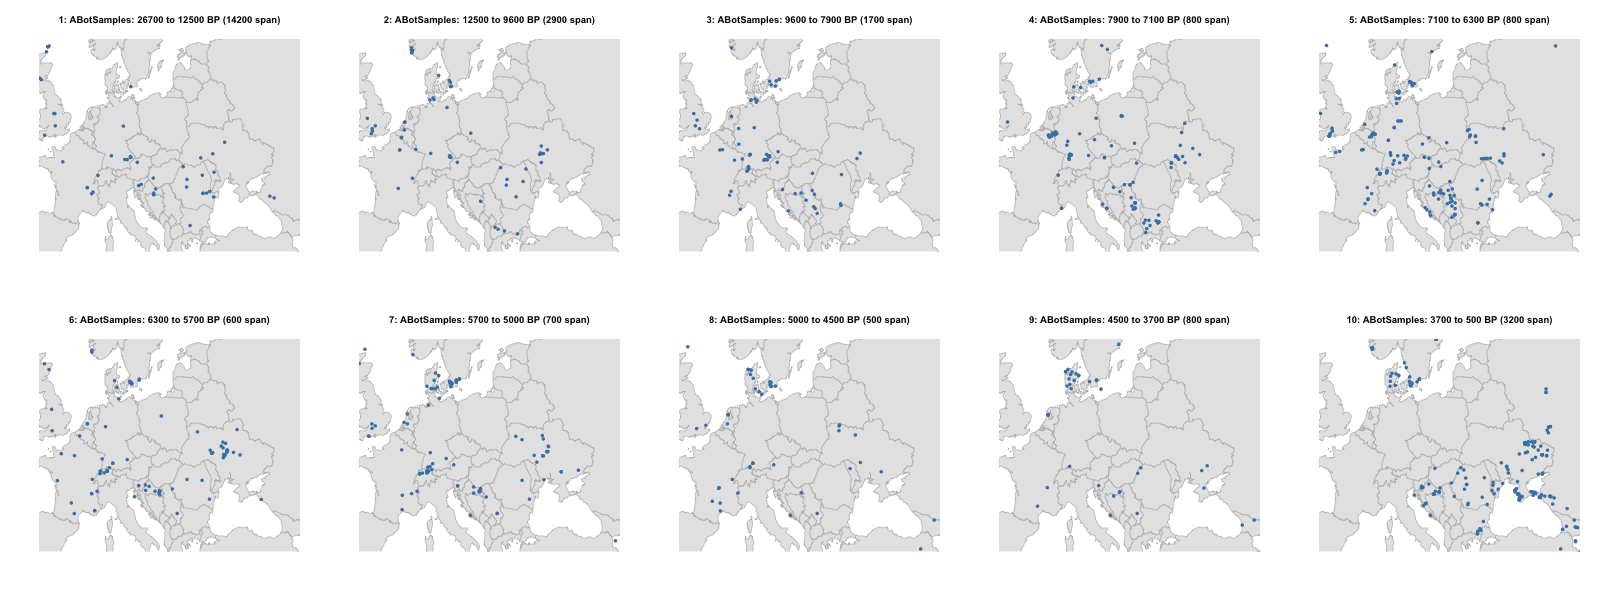 1: ABotSamples: 26700 to 12500 BP (14200 span)
2: ABotSamples: 12500 to 9600 BP (2900 span)
3: ABotSamples: 9600 to 7900 BP (1700 span)
4: ABotSamples: 7900 to 7100 BP (800 span)
5: ABotSamples: 7100 to 6300 BP (800 span)
6: ABotSamples: 6300 to 5700 BP (600 span)
7: ABotSamples: 5700 to 5000 BP (700 span)
8: ABotSamples: 5000 to 4500 BP (500 span)
9: ABotSamples: 4500 to 3700 BP (800 span)
10: ABotSamples: 3700 to 500 BP (3200 span)